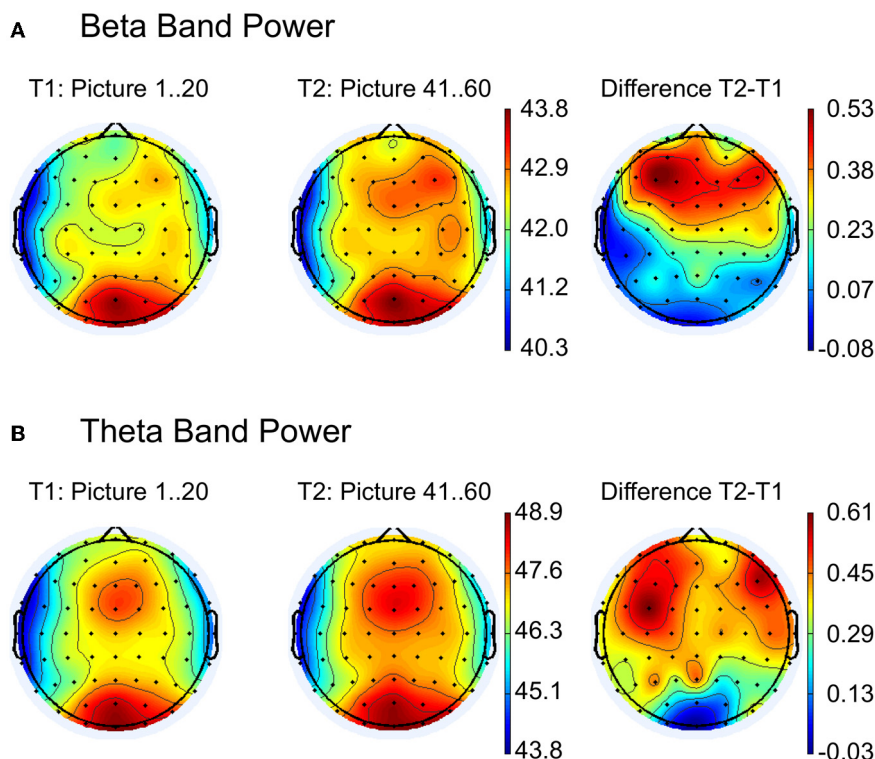 A Beta Band Power
T1: Picture 1..20
T2: Picture 41..60
Difference T2-T1
43.8
42.9
42.0
41.2
40.3
0.53
0.38
0.23
0.07
-0.08
B Theta Band Power
T1: Picture 1..20
T2: Picture 41..60
Difference T2-T1
48.9
47.6
46.3
45.1
43.8
0.61
0.45
0.29
0.13
-0.03